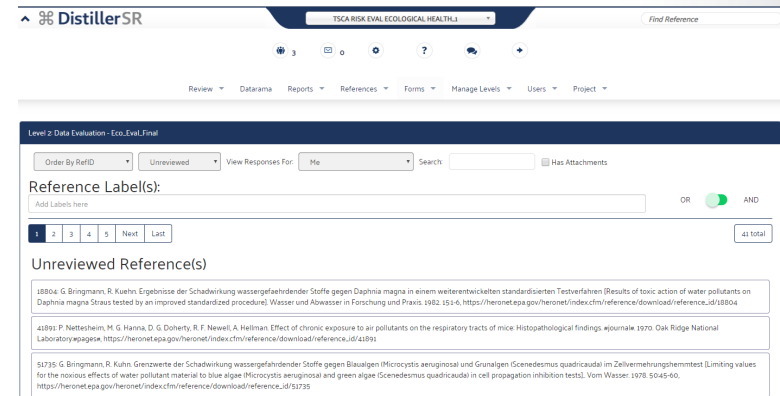 DistillerSR
TSCA RISK EVAL ECOLOGICAL HEALTH_1
Find Reference
3
0
?
Review Datarama Reports References Forms Manage Levels Users Project
Level 2: Data Evaluation - Eco_Eval_Final
Order By RefID Unreviewed View Responses For: Me Search: Has Attachments
Reference Label(s):
Add Labels here
OR AND
1 2 3 4 5 Next Last
41 total
Unreviewed Reference(s)
18804: G. Bringmann, R. Kuehn. Ergebnisse der Schadwirkung wassergefaehrdender Stoffe gegen Daphnia magna in einem weiterentwickelten standardisierten Testverfahren [Results of toxic action of water pollutants on
Daphnia magna Straus tested by an improved standardized procedure]. Wasser und Abwasser in Forschung und Praxis. 1982. 15:1-6, https://heronet.epa.gov/heronet/index.cfm/reference/download/reference_id/18804
41891: P. Nettesheim, M. G. Hanna, D. G. Doherty, R. F. Newell, A. Hellman. Effect of chronic exposure to air pollutants on the respiratory tracts of mice: Histopathological findings. #journal#. 1970. Oak Ridge National
Laboratory:#pages#, https://heronet.epa.gov/heronet/index.cfm/reference/download/reference_id/41891
51735: G. Bringmann, R. Kuhn. Grenzwerte der Schadwirkung wassergefahrdender Stoffe gegen Blaualgen (Microcystis aeruginosa) und Grunalgen (Scenedesmus quadricauda) im Zellvermehrungshemmtest [Limiting values
for the noxious effects of water pollutant material to blue algae (Microcystis aeruginosa) and green algae (Scenedesmus quadricauda) in cell propagation inhibition tests]. Vom Wasser. 1978. 50:45-60,
https://heronet.epa.gov/heronet/index.cfm/reference/download/reference_id/51735